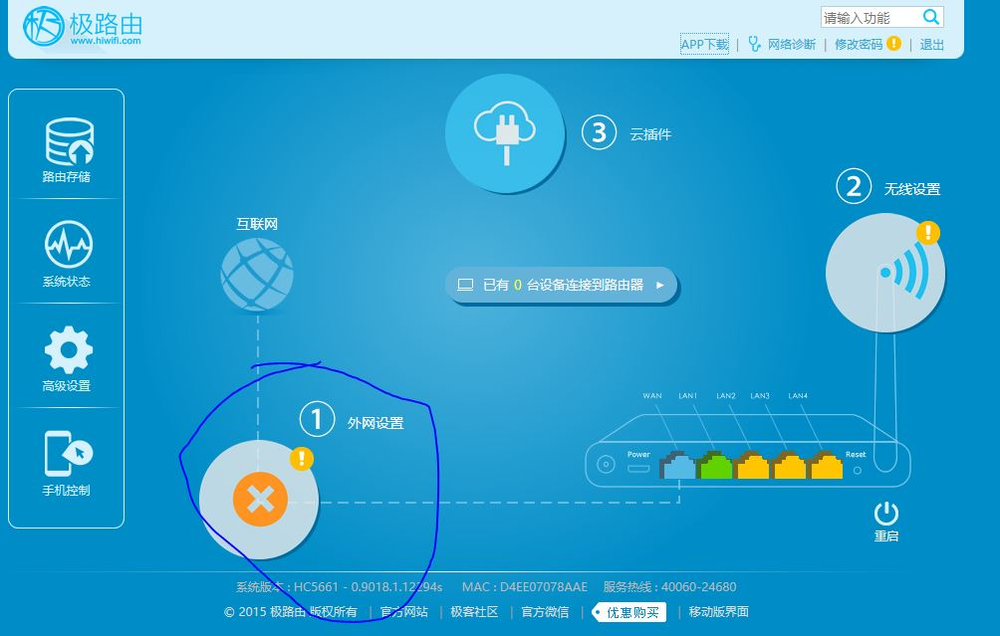 极路由
www.hiwifi.com
请输入功能
APP下载 | 网络诊断 | 修改密码 ! | 退出
3 云插件
路由存储
2 无线设置
!
互联网
系统状态
已有 0 台设备连接到路由器
高级设置
WAN LAN1 LAN2 LAN3 LAN4
1 外网设置
!
Power
Reset
手机控制
重启
系统版本 : HC5661 - 0.9018.1.12294s MAC : D4EE07078AAE 服务热线 : 40060-24680
© 2015 极路由 版权所有 | 官方网站 | 极客社区 | 官方微信 | 优惠购买 | 移动版界面